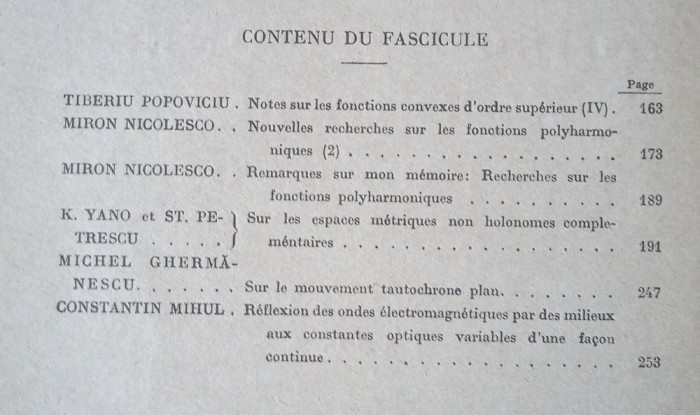 CONTENU DU FASCICULE
Page
TIBERIU POPOVICIU . Notes sur les fonctions convexes d'ordre supérieur (IV) . 163
MIRON NICOLESCO. . Nouvelles recherches sur les fonctions polyharmo-
niques (2) . . . . . . . . . . . . . . . . . 173
MIRON NICOLESCO. . Remarques sur mon mémoire: Recherches sur les
fonctions polyharmoniques . . . . . . . . . . 189
K. YANO et ST. PE- } Sur les espaces métriques non holonomes comple-
TRESCU . . . . . } méntaires . . . . . . . . . . . . . . . . . . 191
MICHEL GHERMĂ-
NESCU. . . . . . . Sur le mouvement tautochrone plan. . . . . . . . 247
CONSTANTIN MIHUL . Réflexion des ondes électromagnétiques par des milieux
aux constantes optiques variables d'une façon
continue . . . . . . . . . . . . . . . . . . 253